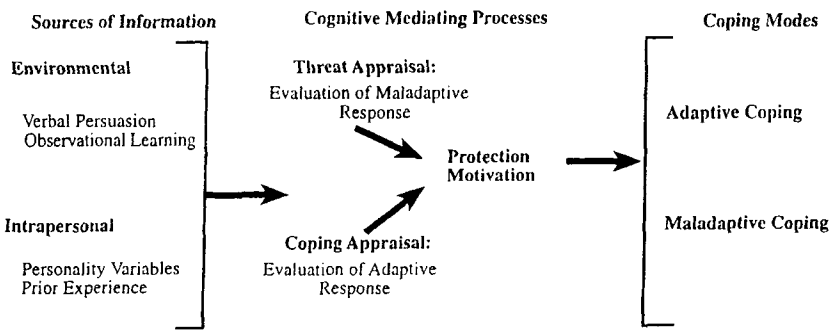 Sources of Information
Cognitive Mediating Processes
Coping Modes
Environmental
Verbal Persuasion
Observational Learning
Intrapersonal
Personality Variables
Prior Experience
Threat Appraisal:
Evaluation of Maladaptive
Response
Coping Appraisal:
Evaluation of Adaptive
Response
Protection
Motivation
Adaptive Coping
Maladaptive Coping